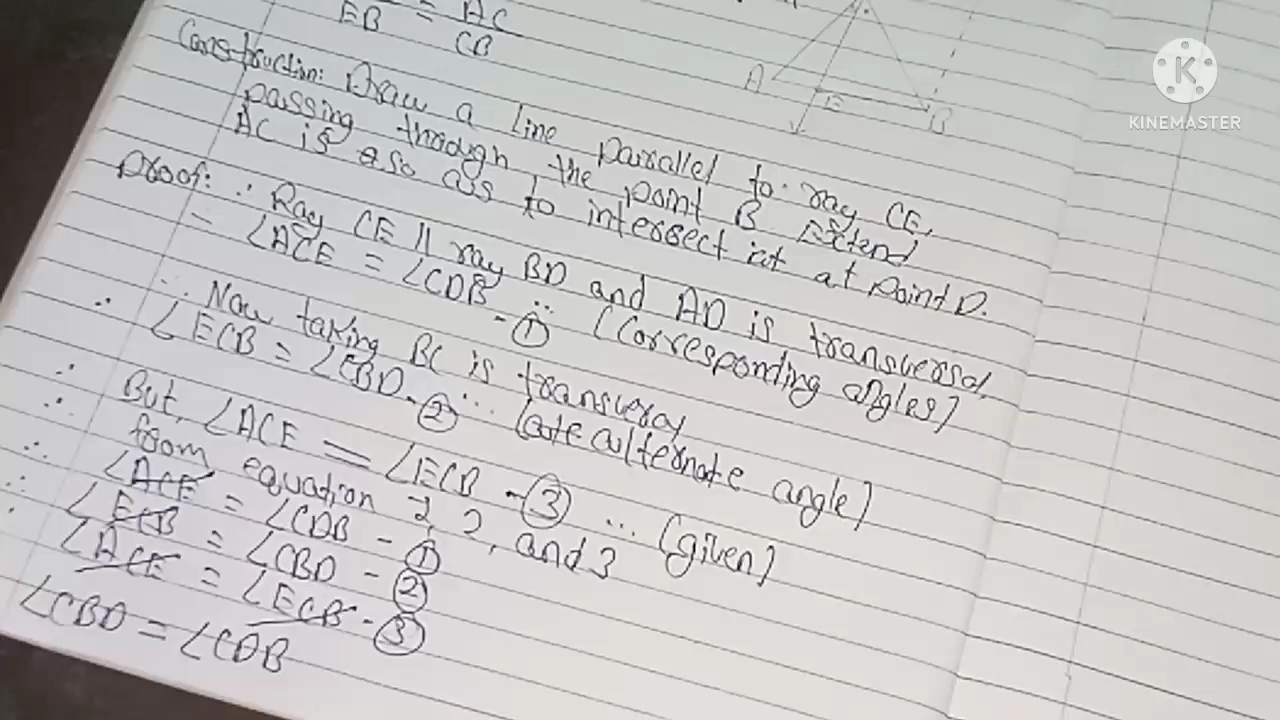 EB = AC
CB
A
E
B
K
KINEMASTER
Construction: Draw a line parallel to ray CE,
passing through the point B Extend
AC is also as to intersect it at point D.
Proof: ∵ Ray CE || ray BD and AD is transversal,
= ∠ACE = ∠CDB - ① ... (Corresponding angles)
∴ Now taking BC is transveral
∴ ∠ECB = ∠CBD - ② ... (alternate angle)
∴ But, ∠ACE = ∠ECB - ③ ... (given)
∴ from equation 1, 2, and 3
∴ ∠ACE = ∠CDB - ①
∴ ∠ECB = ∠CBD - ②
∴ ∠ACE = ∠ECB - ③
∠CBD = ∠CDB